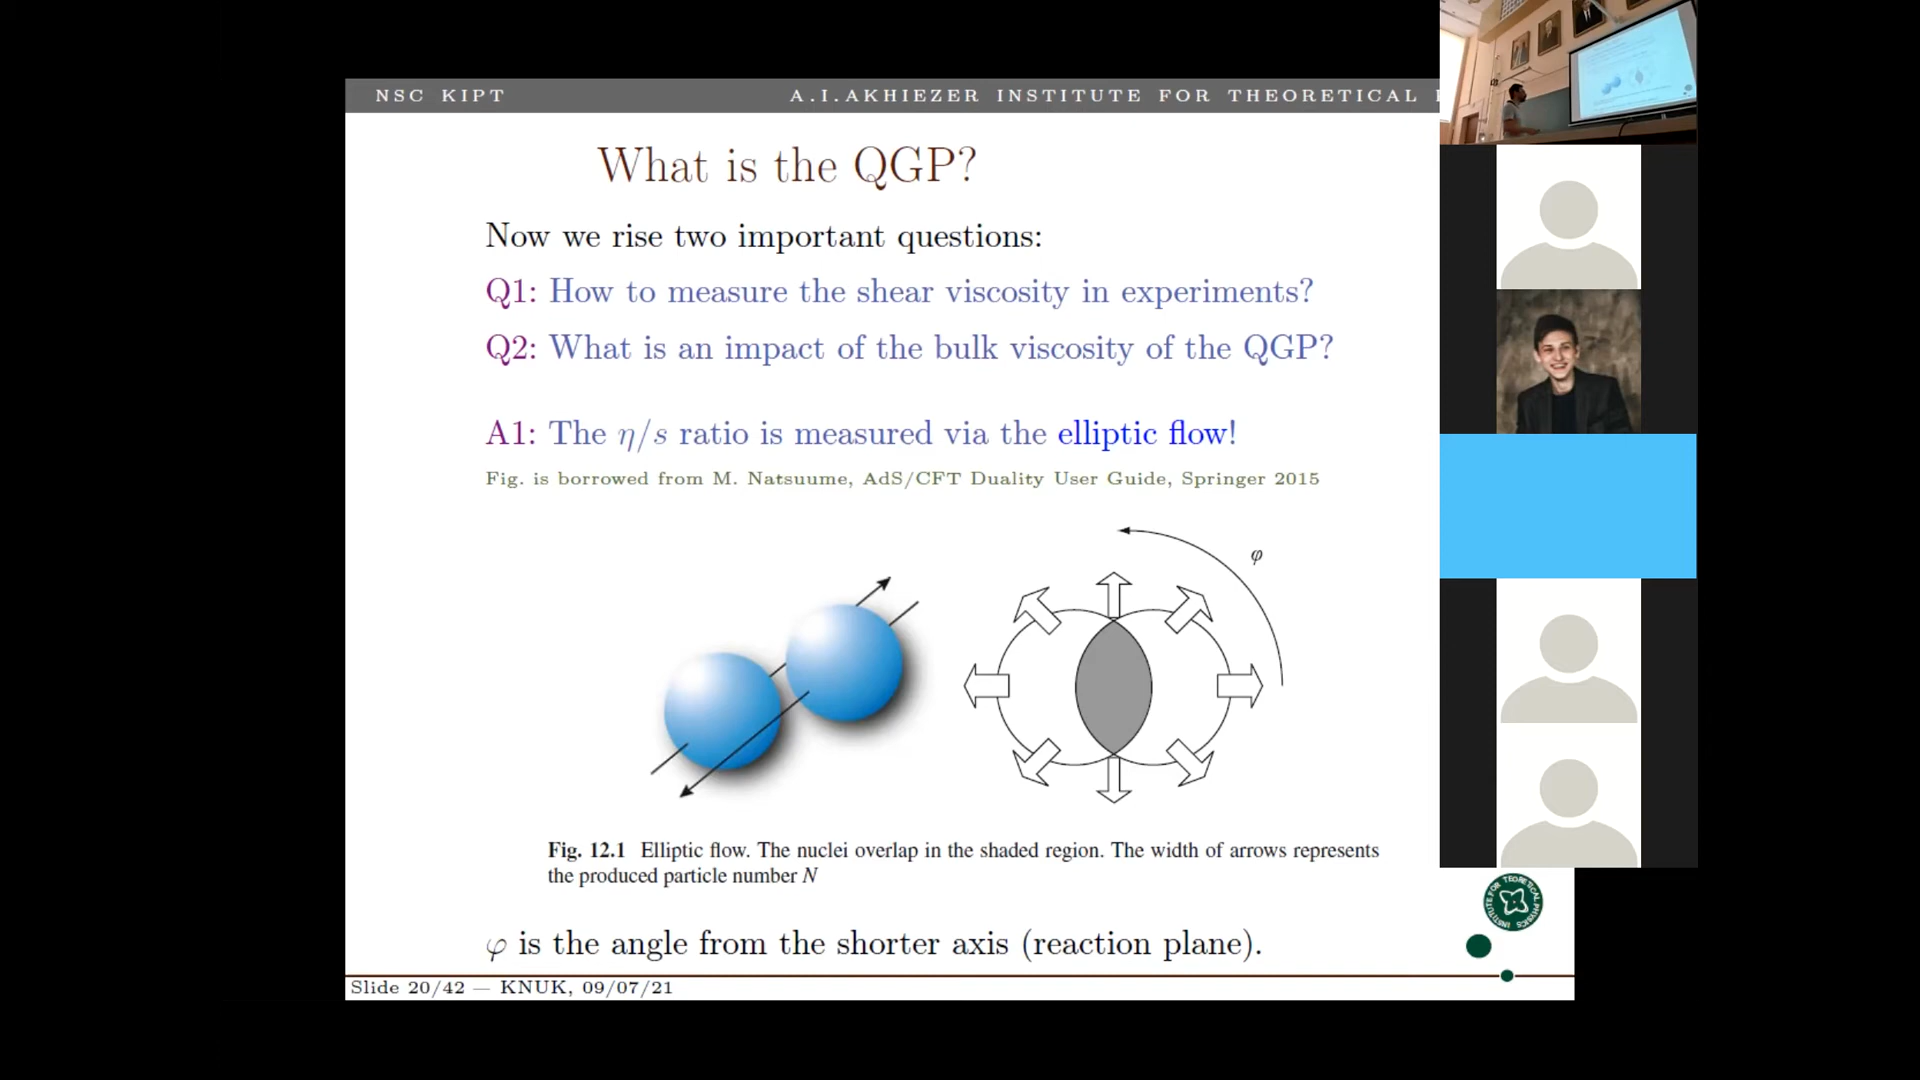 NSC KIPT
A.I.AKHIEZER INSTITUTE FOR THEORETICAL
What is the QGP?
Now we rise two important questions:
Q1: How to measure the shear viscosity in experiments?
Q2: What is an impact of the bulk viscosity of the QGP?
A1: The η/s ratio is measured via the elliptic flow!
Fig. is borrowed from M. Natsuume, AdS/CFT Duality User Guide, Springer 2015
φ
Fig. 12.1 Elliptic flow. The nuclei overlap in the shaded region. The width of arrows represents
the produced particle number N
INSTITUTE FOR TEORETICAL PHYSICS
φ is the angle from the shorter axis (reaction plane).
Slide 20/42 — KNUK, 09/07/21